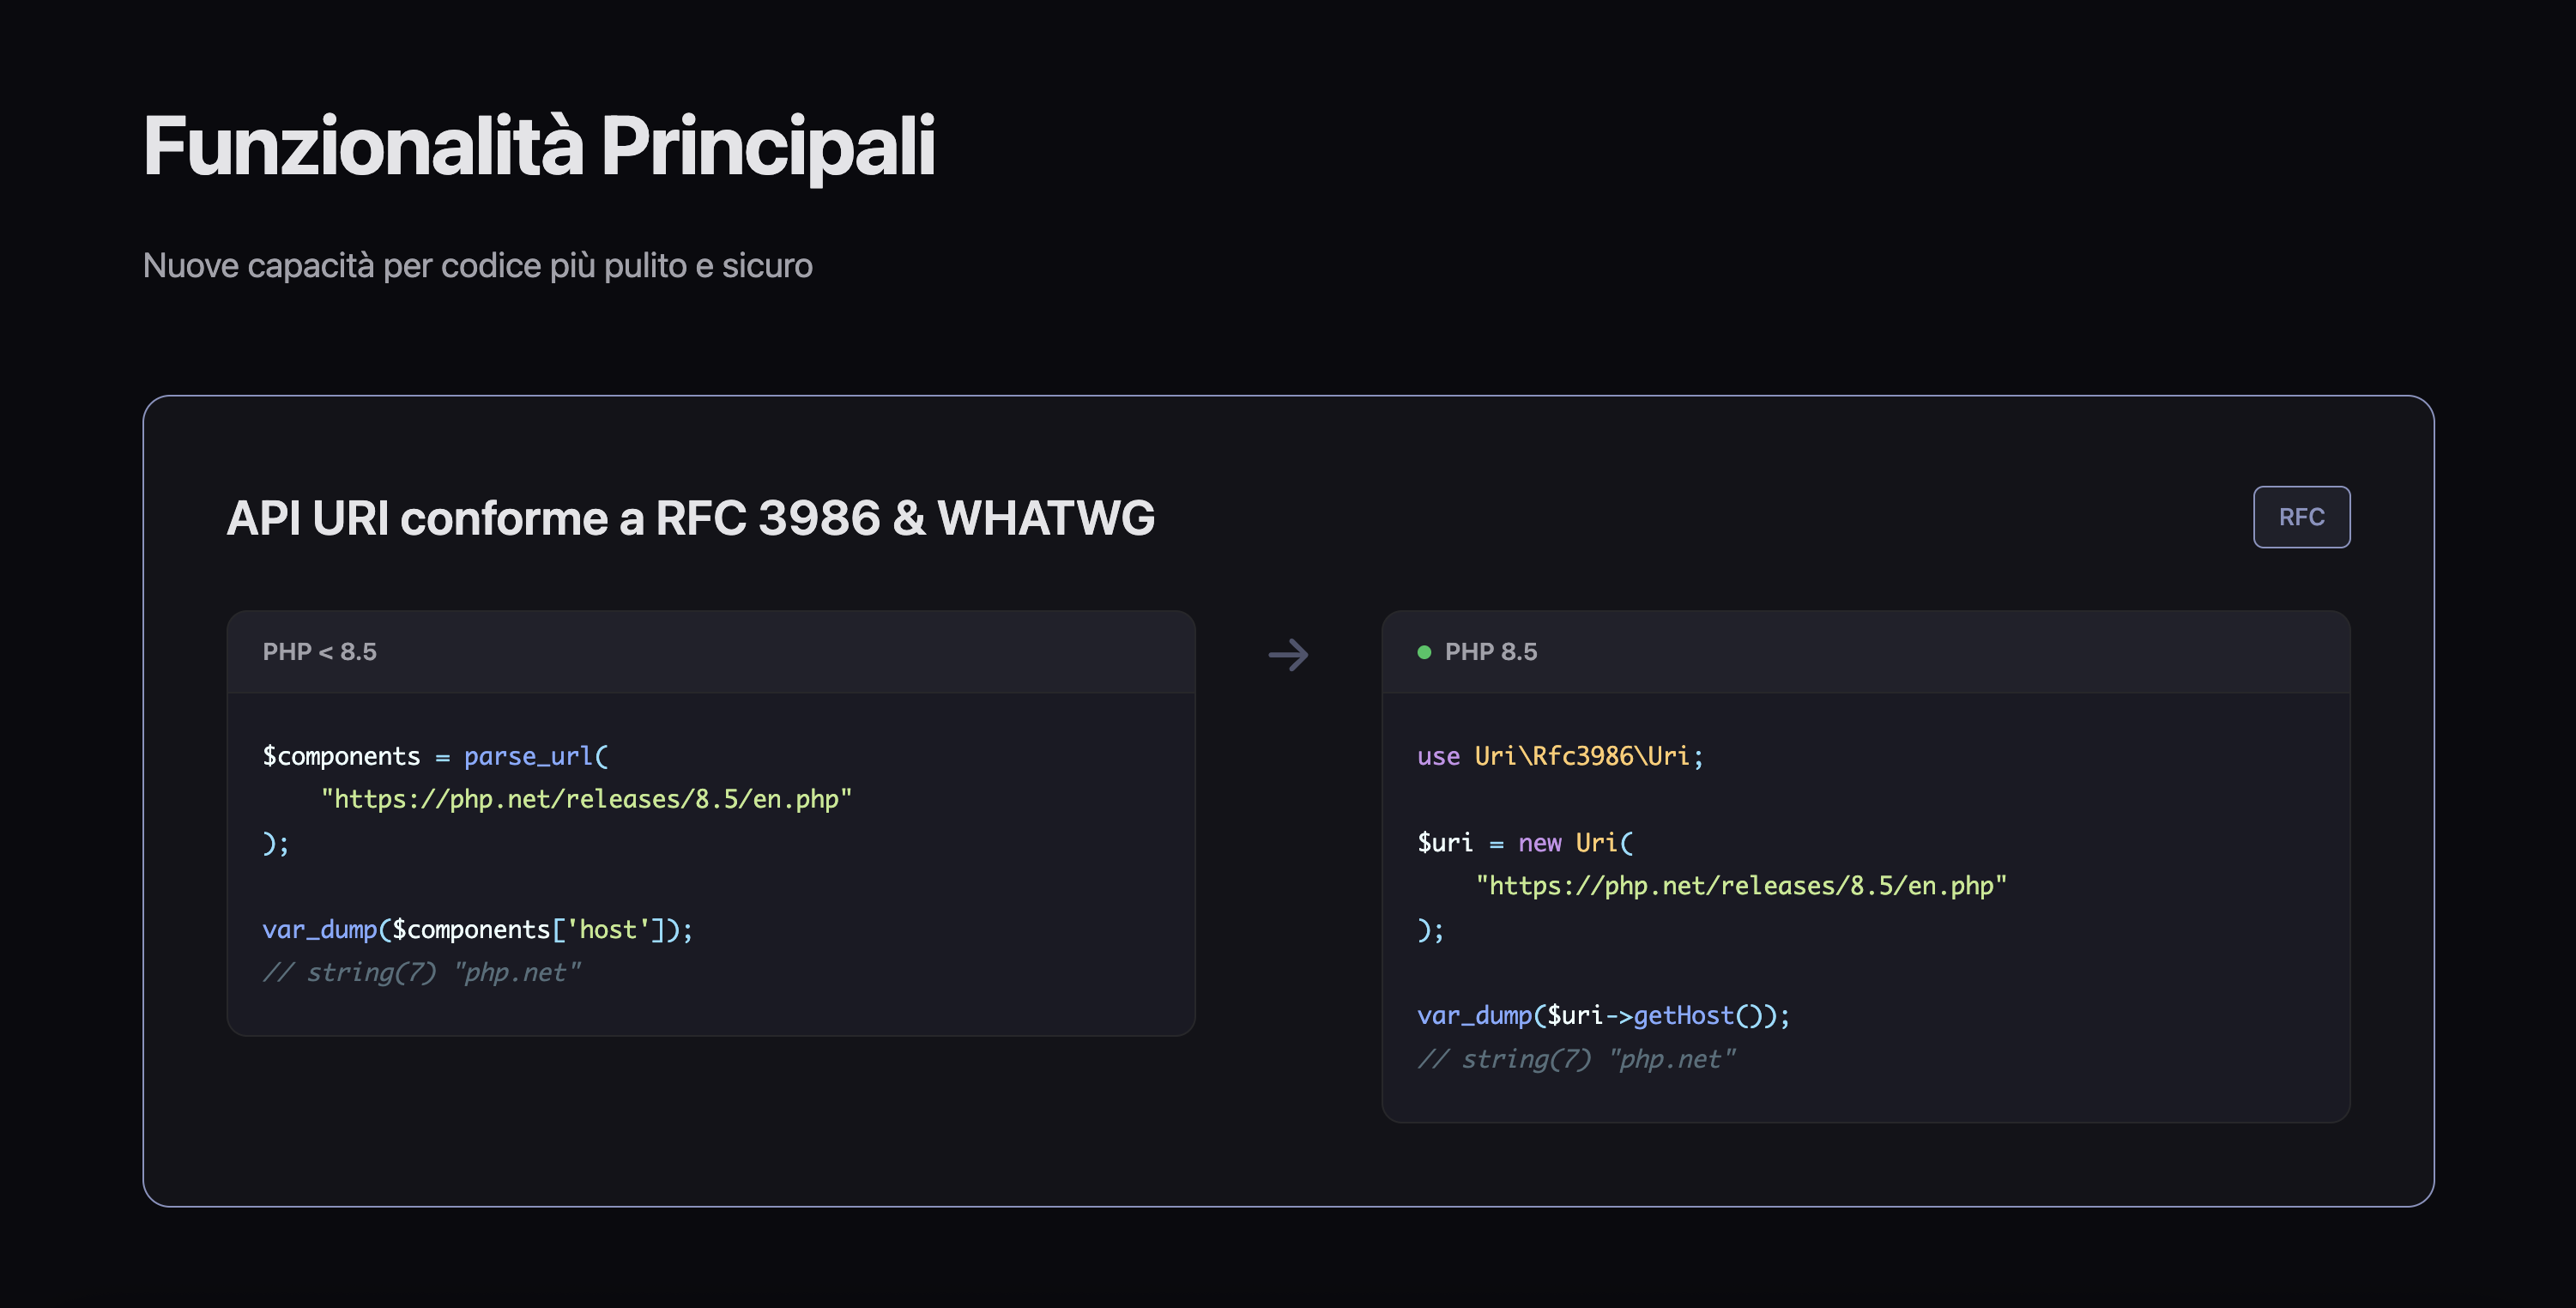 Funzionalità Principali
Nuove capacità per codice più pulito e sicuro
API URI conforme a RFC 3986 & WHATWG
RFC
PHP < 8.5
$components = parse_url(
    "https://php.net/releases/8.5/en.php"
);

var_dump($components['host']);
// string(7) "php.net"
PHP 8.5
use Uri\Rfc3986\Uri;

$uri = new Uri(
    "https://php.net/releases/8.5/en.php"
);

var_dump($uri->getHost());
// string(7) "php.net"